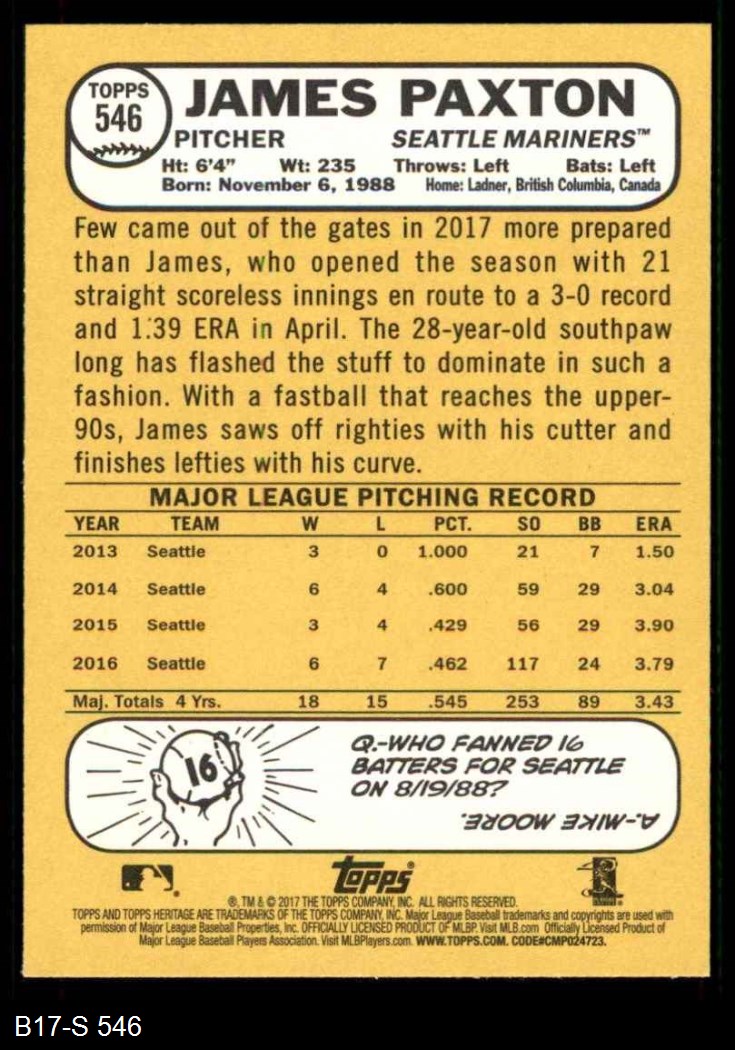 TOPPS
546
JAMES PAXTON
PITCHER SEATTLE MARINERS™
Ht: 6'4" Wt: 235 Throws: Left Bats: Left
Born: November 6, 1988 Home: Ladner, British Columbia, Canada
Few came out of the gates in 2017 more prepared
than James, who opened the season with 21
straight scoreless innings en route to a 3-0 record
and 1.39 ERA in April. The 28-year-old southpaw
long has flashed the stuff to dominate in such a
fashion. With a fastball that reaches the upper-
90s, James saws off righties with his cutter and
finishes lefties with his curve.
MAJOR LEAGUE PITCHING RECORD
YEAR TEAM W L PCT. SO BB ERA
2013 Seattle 3 0 1.000 21 7 1.50
2014 Seattle 6 4 .600 59 29 3.04
2015 Seattle 3 4 .429 56 29 3.90
2016 Seattle 6 7 .462 117 24 3.79
Maj. Totals 4 Yrs. 18 15 .545 253 89 3.43
16
Q.-WHO FANNED 16
BATTERS FOR SEATTLE
ON 8/19/88?
A.-MIKE MOORE.
Topps®
®, TM & © 2017 THE TOPPS COMPANY, INC. ALL RIGHTS RESERVED.
TOPPS AND TOPPS HERITAGE ARE TRADEMARKS OF THE TOPPS COMPANY, INC. Major League Baseball trademarks and copyrights are used with
permission of Major League Baseball Properties, Inc. OFFICIALLY LICENSED PRODUCT OF MLBP. Visit MLB.com Officially Licensed Product of
Major League Baseball Players Association. Visit MLBPlayers.com. WWW.TOPPS.COM. CODE#CMP024723.
B17-S 546